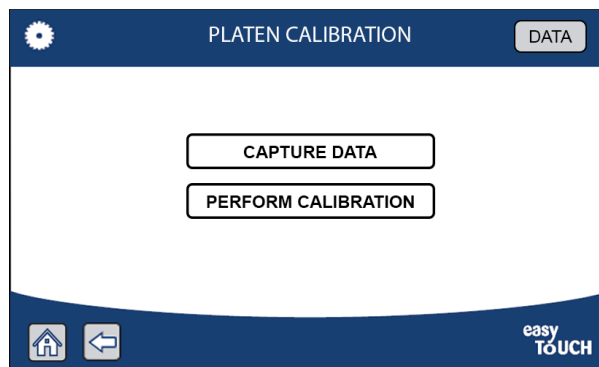 PLATEN CALIBRATION
DATA
CAPTURE DATA
PERFORM CALIBRATION
easy
TOUCH